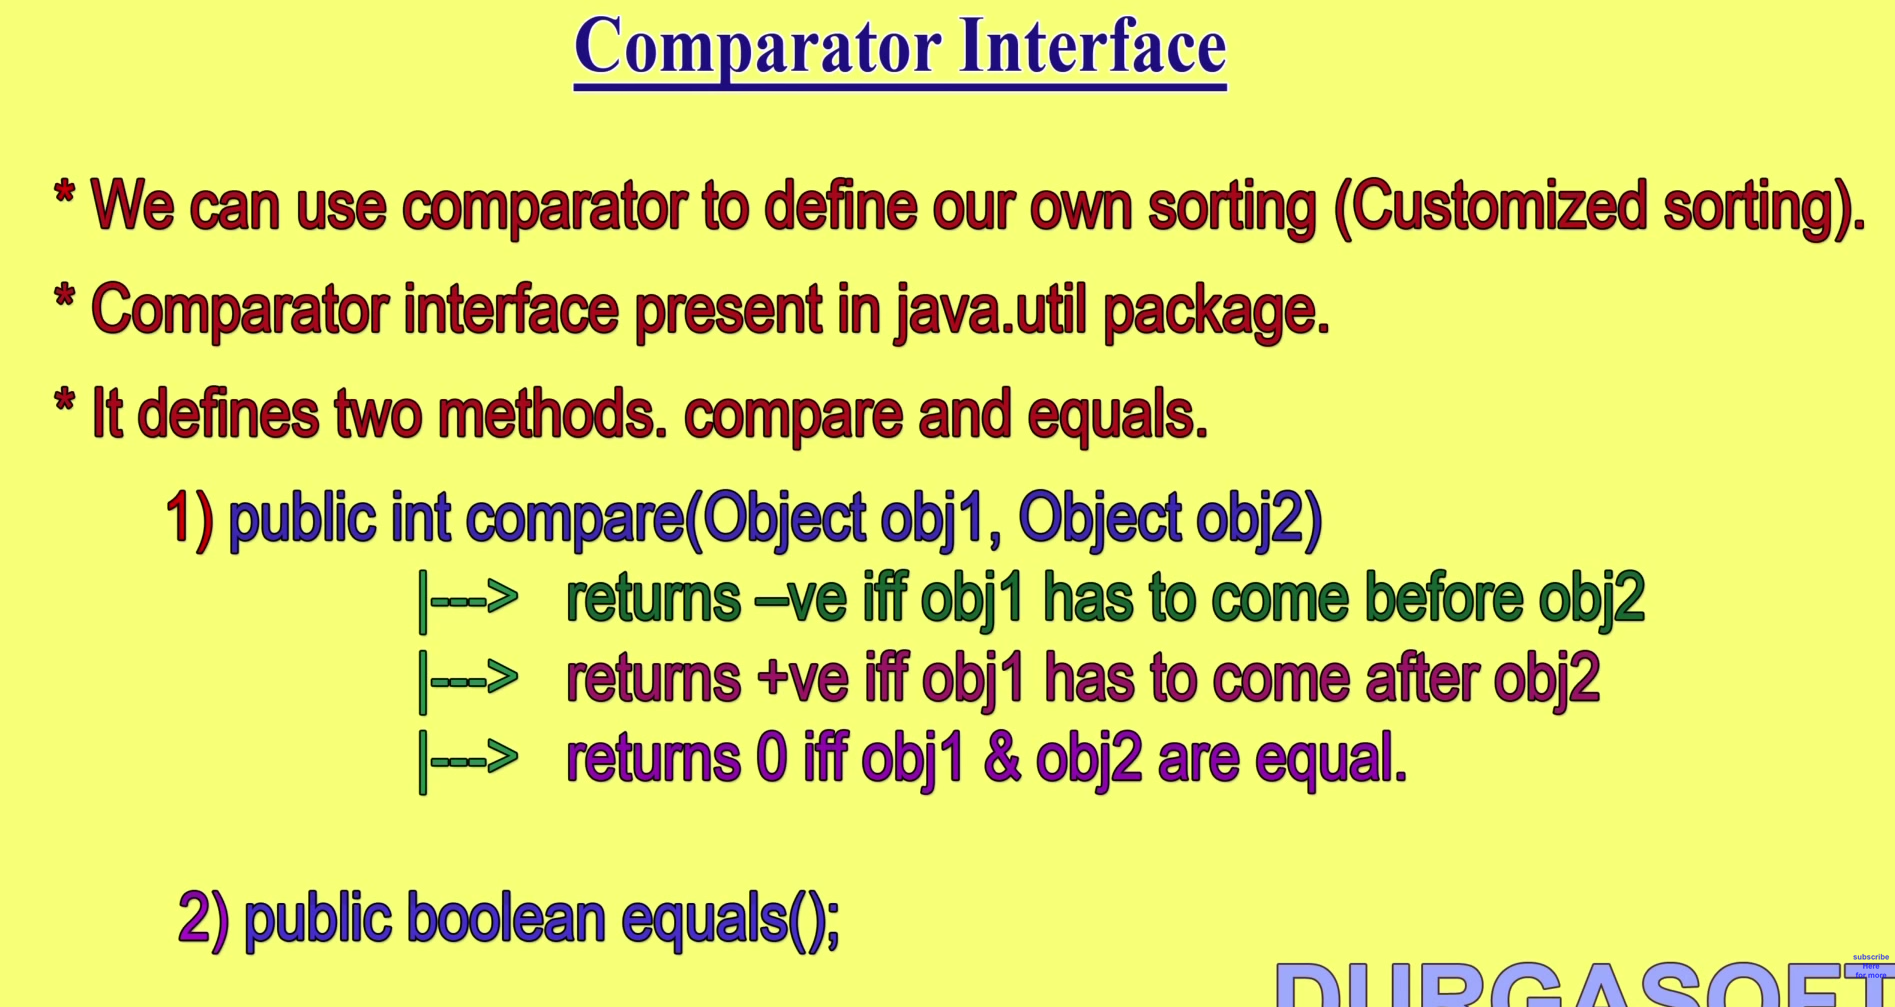 Comparator Interface
* We can use comparator to define our own sorting (Customized sorting).
* Comparator interface present in java.util package.
* It defines two methods. compare and equals.
1) public int compare(Object obj1, Object obj2)
|---> returns –ve iff obj1 has to come before obj2
|---> returns +ve iff obj1 has to come after obj2
|---> returns 0 iff obj1 & obj2 are equal.
2) public boolean equals();
subscribe
Here
for more
DURGASOFT